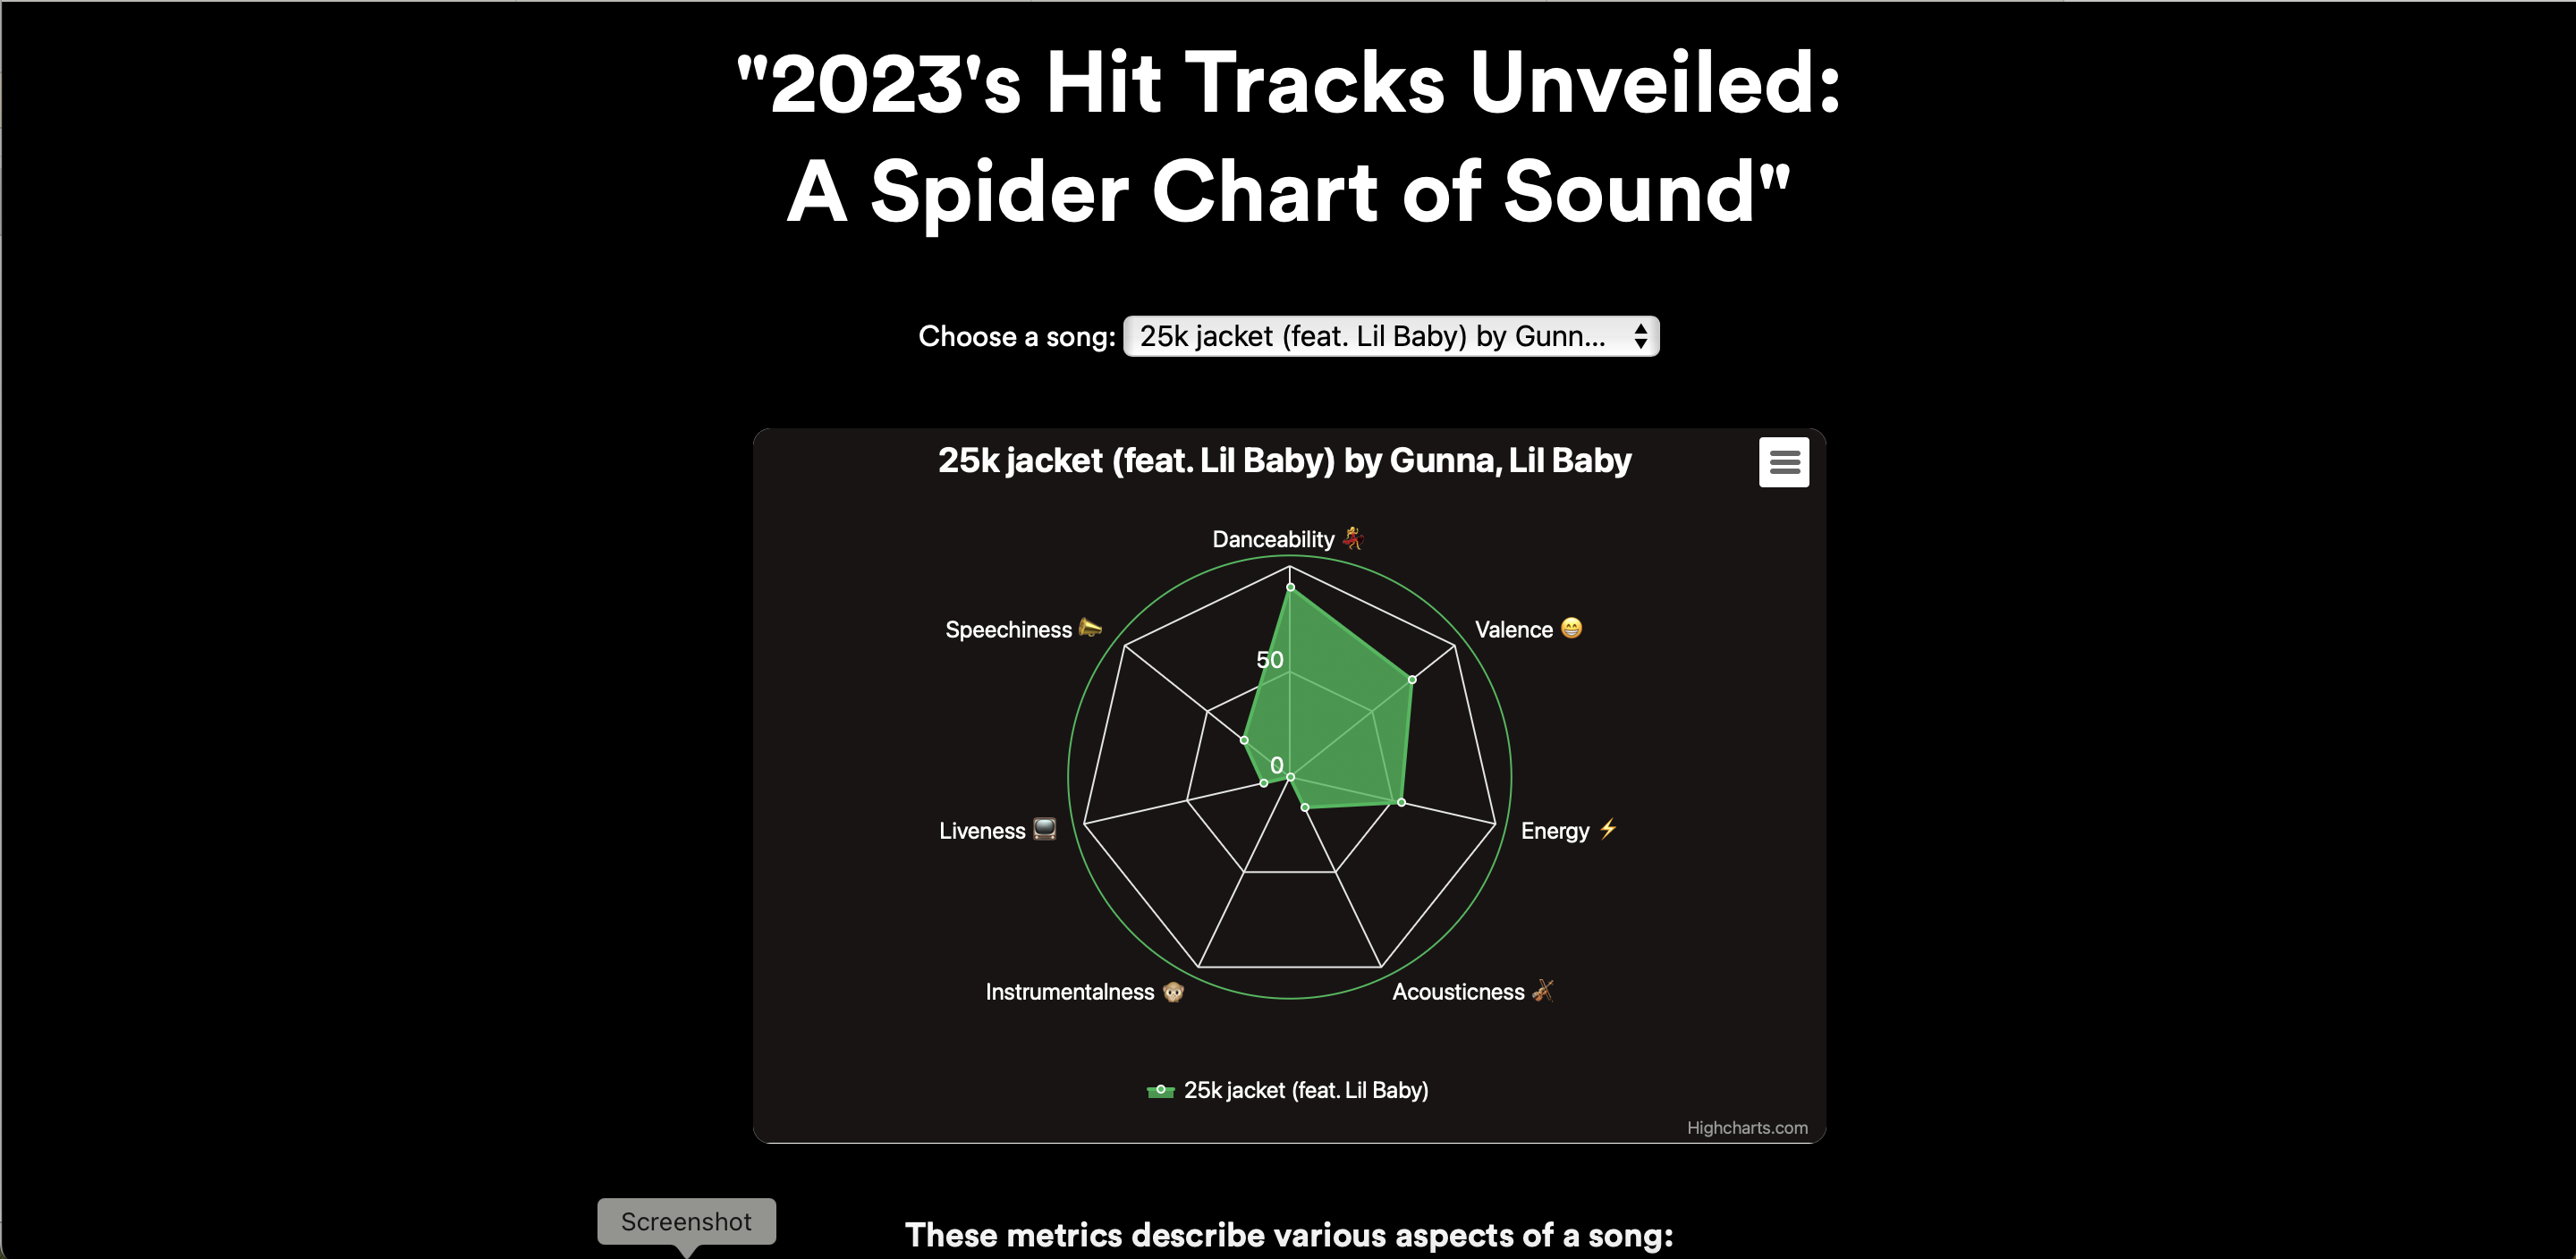 "2023's Hit Tracks Unveiled:
A Spider Chart of Sound"
Choose a song: 25k jacket (feat. Lil Baby) by Gunn...
25k jacket (feat. Lil Baby) by Gunna, Lil Baby
Danceability 💃
Speechiness 📣
Valence 😁
50
0
Liveness 📺
Energy ⚡
Instrumentalness 🐵
Acousticness 🎻
25k jacket (feat. Lil Baby)
Highcharts.com
Screenshot
These metrics describe various aspects of a song: